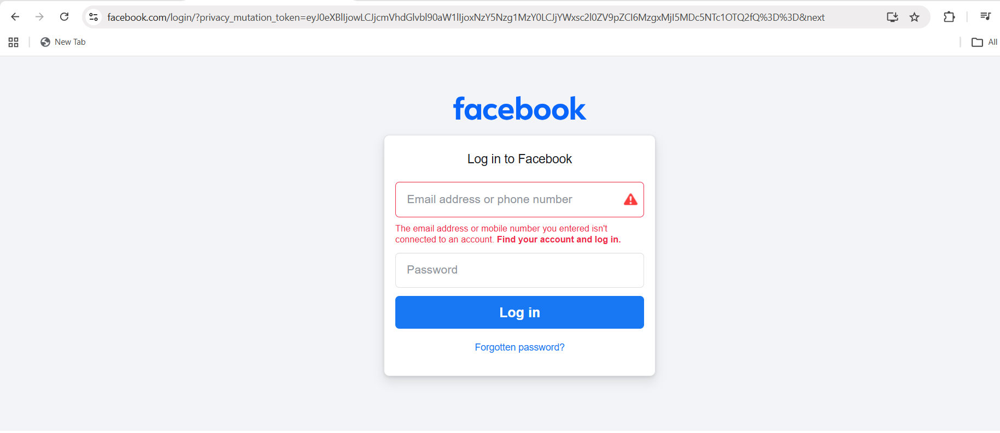 facebook.com/login/?privacy_mutation_token=eyJ0eXBlIjowLCJjcmVhdGlvbl90aW1lIjoxNzY5Nzg1MzY0LCJjYWxsc2l0ZV9pZCI6MzgxMjI5MDc5NTc1OTQ2fQ%3D%3D&next
New Tab
All
facebook
Log in to Facebook
Email address or phone number
The email address or mobile number you entered isn't
connected to an account. Find your account and log in.
Password
Log in
Forgotten password?